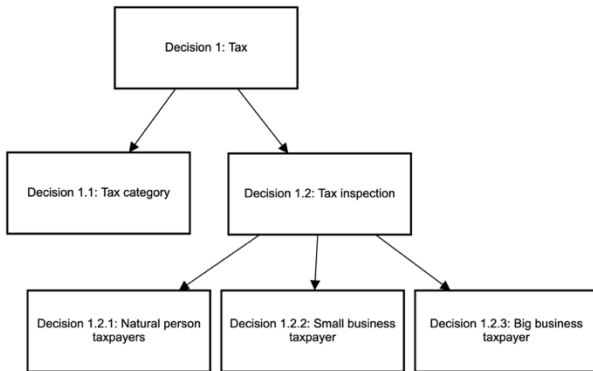 Decision 1: Tax
Decision 1.1: Tax category
Decision 1.2: Tax inspection
Decision 1.2.1: Natural person
taxpayers
Decision 1.2.2: Small business
taxpayer
Decision 1.2.3: Big business
taxpayer